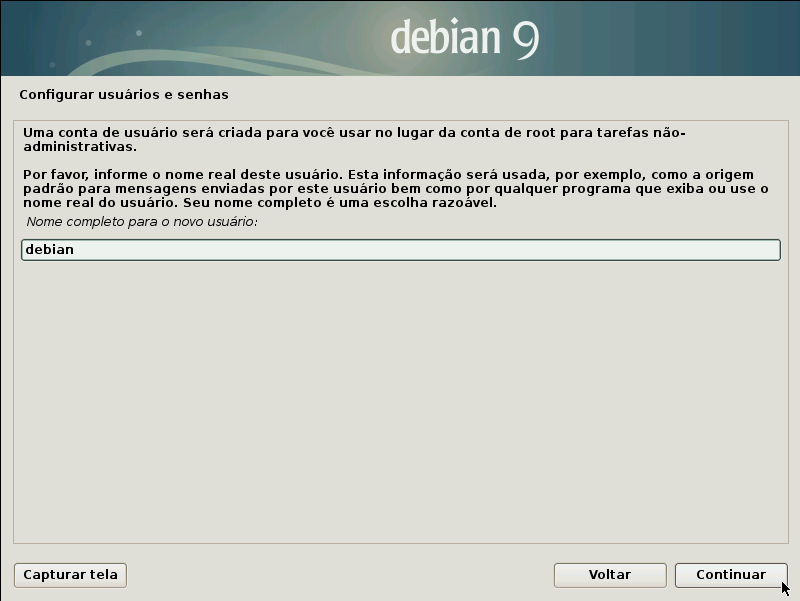 debian 9
Configurar usuários e senhas
Uma conta de usuário será criada para você usar no lugar da conta de root para tarefas não-
administrativas.
Por favor, informe o nome real deste usuário. Esta informação será usada, por exemplo, como a origem
padrão para mensagens enviadas por este usuário bem como por qualquer programa que exiba ou use o
nome real do usuário. Seu nome completo é uma escolha razoável.
Nome completo para o novo usuário:
debian
Capturar tela
Voltar
Continuar